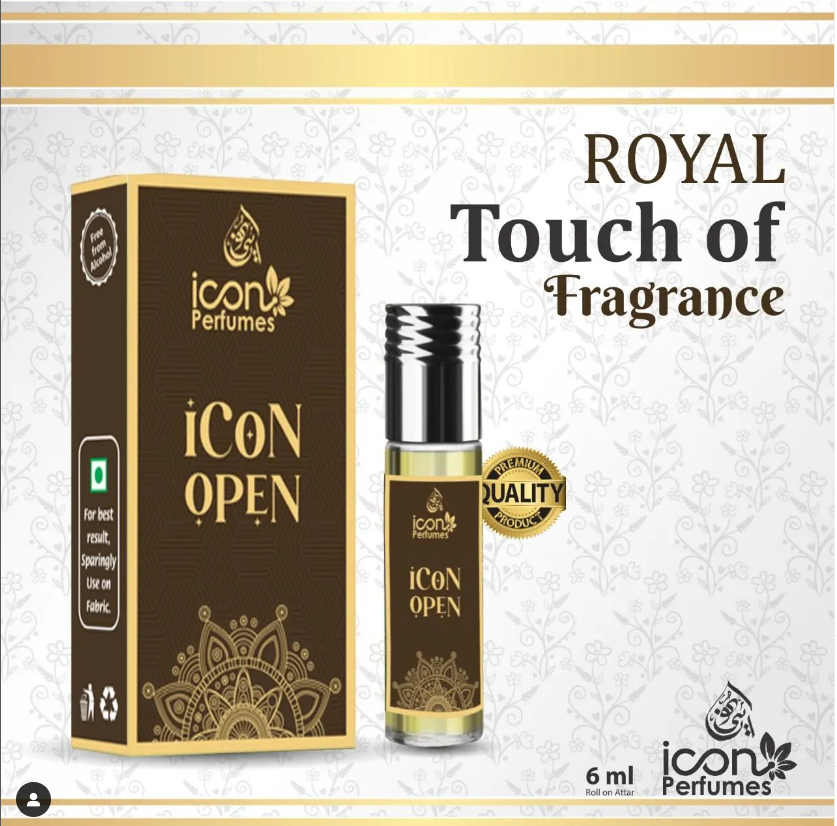 ROYAL
Touch of
Fragrance
Free
from
Alcohol
icon
Perfumes
iCoN
OPEN
For best
result,
Sparingly
Use on
Fabric.
PREMIUM
QUALITY
PRODUCT
icon
Perfumes
iCoN
OPEN
6 ml
Roll on Attar
icon
Perfumes